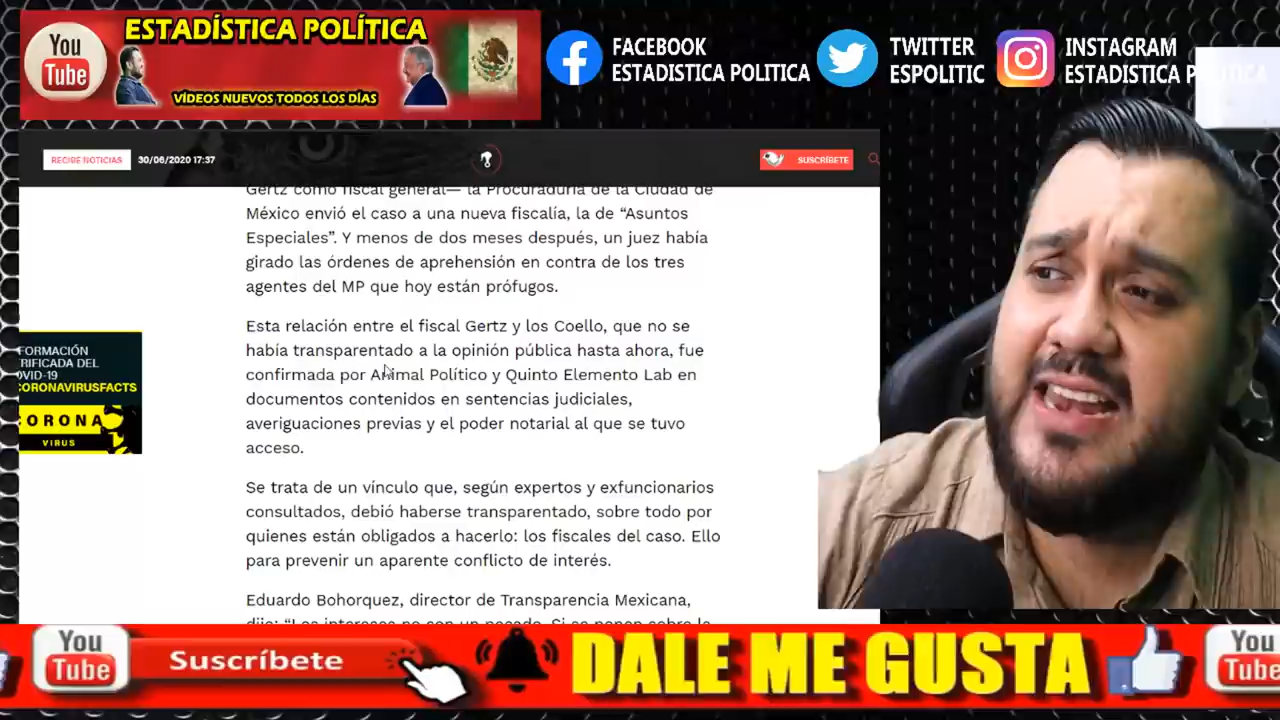 You
Tube
ESTADÍSTICA POLÍTICA
VÍDEOS NUEVOS TODOS LOS DÍAS
FACEBOOK
ESTADISTICA POLITICA
TWITTER
ESPOLITIC
INSTAGRAM
ESTADISTICA POLITICA
RECIBE NOTICIAS
30/06/2020 17:37
SUSCRÍBETE
Gertz como fiscal general— la Procuraduría de la Ciudad de
México envió el caso a una nueva fiscalía, la de “Asuntos
Especiales”. Y menos de dos meses después, un juez había
girado las órdenes de aprehensión en contra de los tres
agentes del MP que hoy están prófugos.
Esta relación entre el fiscal Gertz y los Coello, que no se
había transparentado a la opinión pública hasta ahora, fue
confirmada por Animal Político y Quinto Elemento Lab en
documentos contenidos en sentencias judiciales,
averiguaciones previas y el poder notarial al que se tuvo
acceso.
Se trata de un vínculo que, según expertos y exfuncionarios
consultados, debió haberse transparentado, sobre todo por
quienes están obligados a hacerlo: los fiscales del caso. Ello
para prevenir un aparente conflicto de interés.
Eduardo Bohorquez, director de Transparencia Mexicana,
FORMACIÓN
RIFICADA DEL
OVID-19
CORONAVIRUSFACTS
CORONA
VIRUS
You
Tube
Suscríbete
DALE ME GUSTA
You
Tube